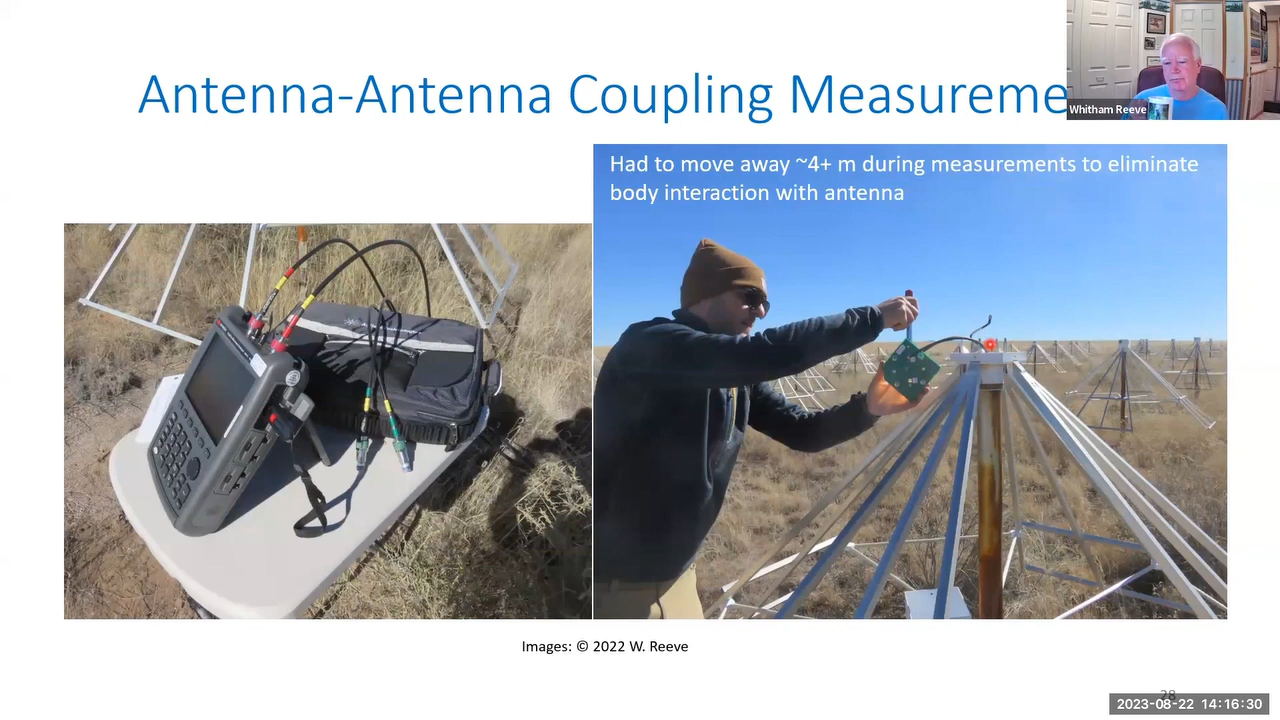 Antenna-Antenna Coupling Measureme
Whitham Reeve
Had to move away ~4+ m during measurements to eliminate
body interaction with antenna
Images: © 2022 W. Reeve
28
2023-08-22 14:16:30